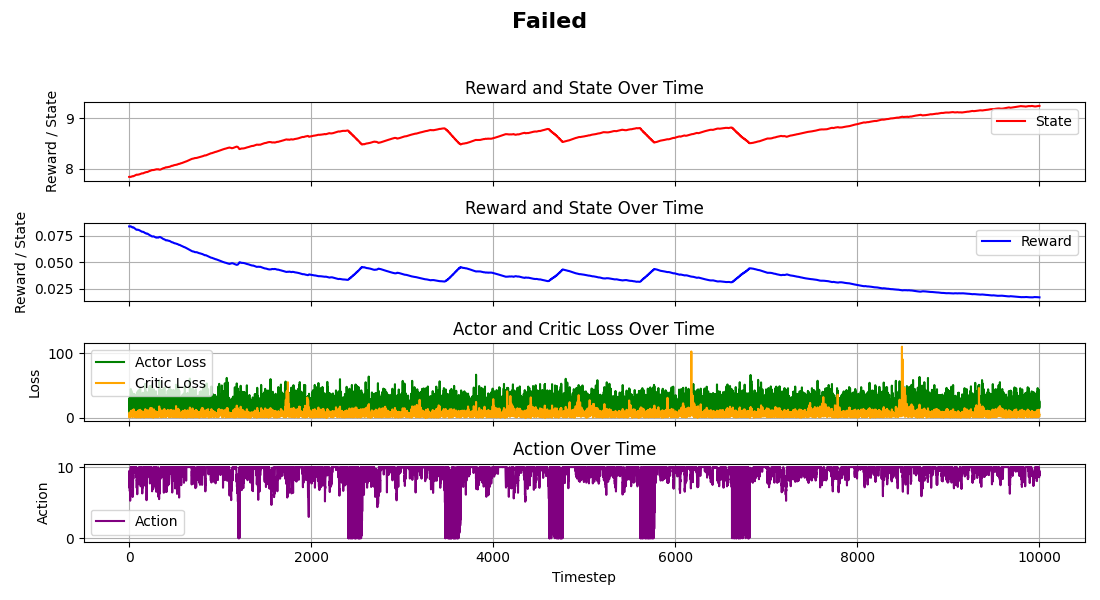 Failed
Reward and State Over Time
Reward / State
9
8
State
Reward and State Over Time
Reward / State
0.075
0.050
0.025
Reward
Actor and Critic Loss Over Time
Loss
100
0
Actor Loss
Critic Loss
Action Over Time
Action
10
0
Action
0 2000 4000 6000 8000 10000
Timestep